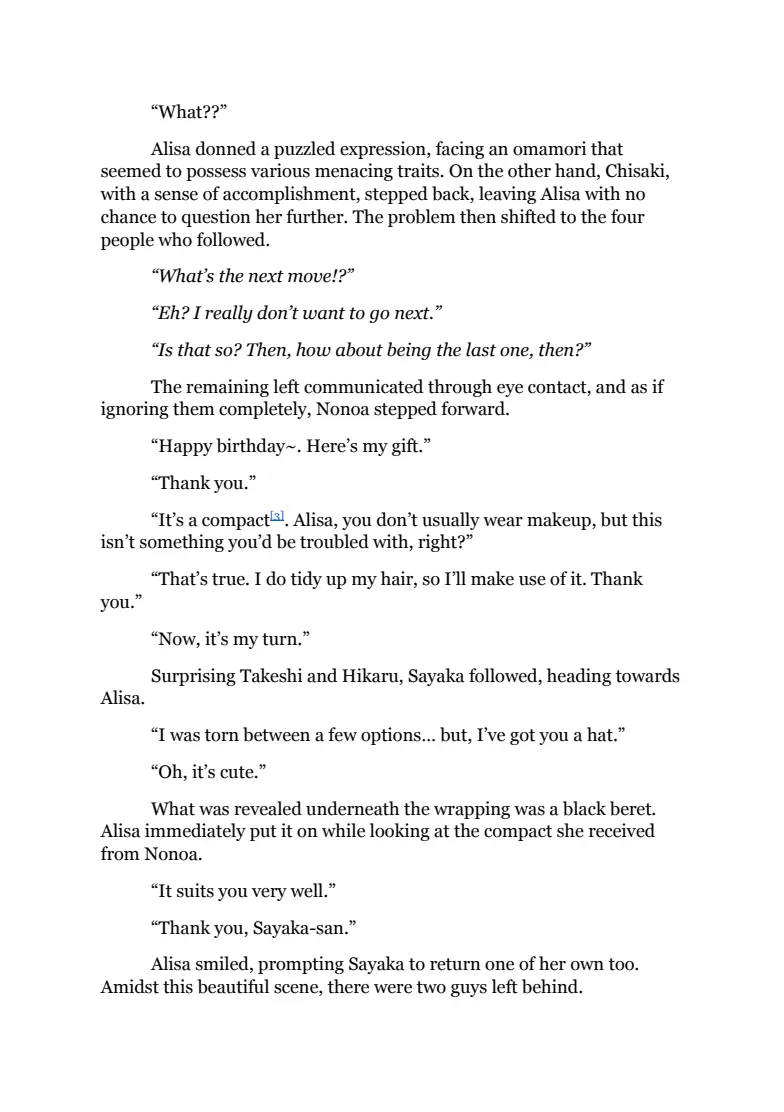 “What??”
Alisa donned a puzzled expression, facing an omamori that
seemed to possess various menacing traits. On the other hand, Chisaki,
with a sense of accomplishment, stepped back, leaving Alisa with no
chance to question her further. The problem then shifted to the four
people who followed.
“What’s the next move!?”
“Eh? I really don’t want to go next.”
“Is that so? Then, how about being the last one, then?”
The remaining left communicated through eye contact, and as if
ignoring them completely, Nonoa stepped forward.
“Happy birthday~. Here’s my gift.”
“Thank you.”
“It’s a compact[3]. Alisa, you don’t usually wear makeup, but this
isn’t something you’d be troubled with, right?”
“That’s true. I do tidy up my hair, so I’ll make use of it. Thank
you.”
“Now, it’s my turn.”
Surprising Takeshi and Hikaru, Sayaka followed, heading towards
Alisa.
“I was torn between a few options… but, I’ve got you a hat.”
“Oh, it’s cute.”
What was revealed underneath the wrapping was a black beret.
Alisa immediately put it on while looking at the compact she received
from Nonoa.
“It suits you very well.”
“Thank you, Sayaka-san.”
Alisa smiled, prompting Sayaka to return one of her own too.
Amidst this beautiful scene, there were two guys left behind.